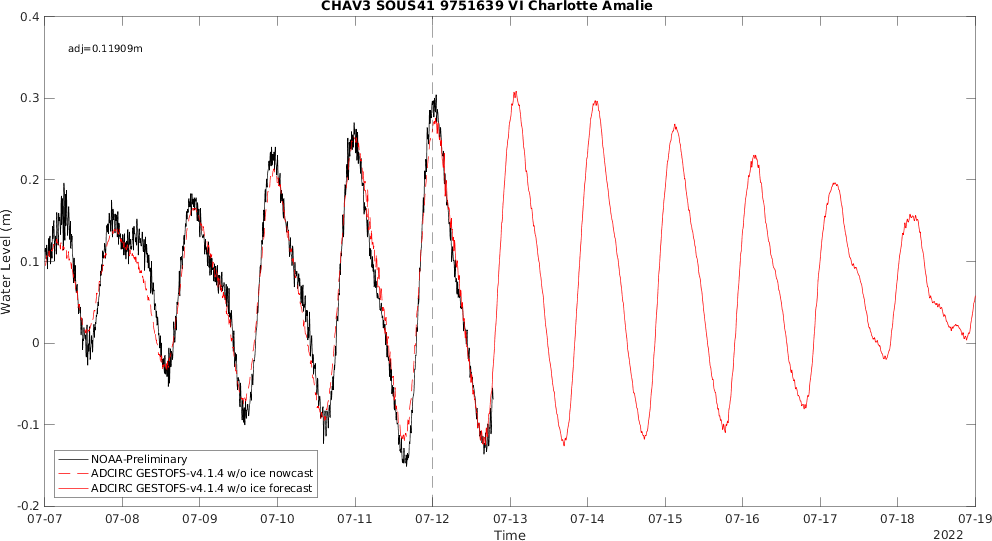 CHAV3 SOUS41 9751639 VI Charlotte Amalie
0.4
adj=0.11909m
0.3
0.2
0.1
0
-0.1
-0.2
Water Level (m)
NOAA-Preliminary
ADCIRC GESTOFS-v4.1.4 w/o ice nowcast
ADCIRC GESTOFS-v4.1.4 w/o ice forecast
07-07 07-08 07-09 07-10 07-11 07-12 07-13 07-14 07-15 07-16 07-17 07-18 07-19
Time
2022